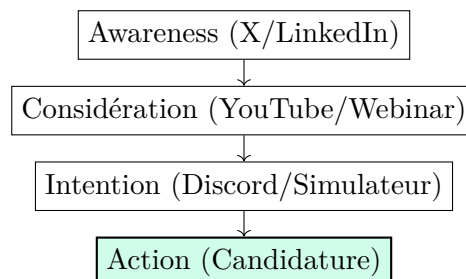 Awareness (X/LinkedIn)
Considération (YouTube/Webinar)
Intention (Discord/Simulateur)
Action (Candidature)